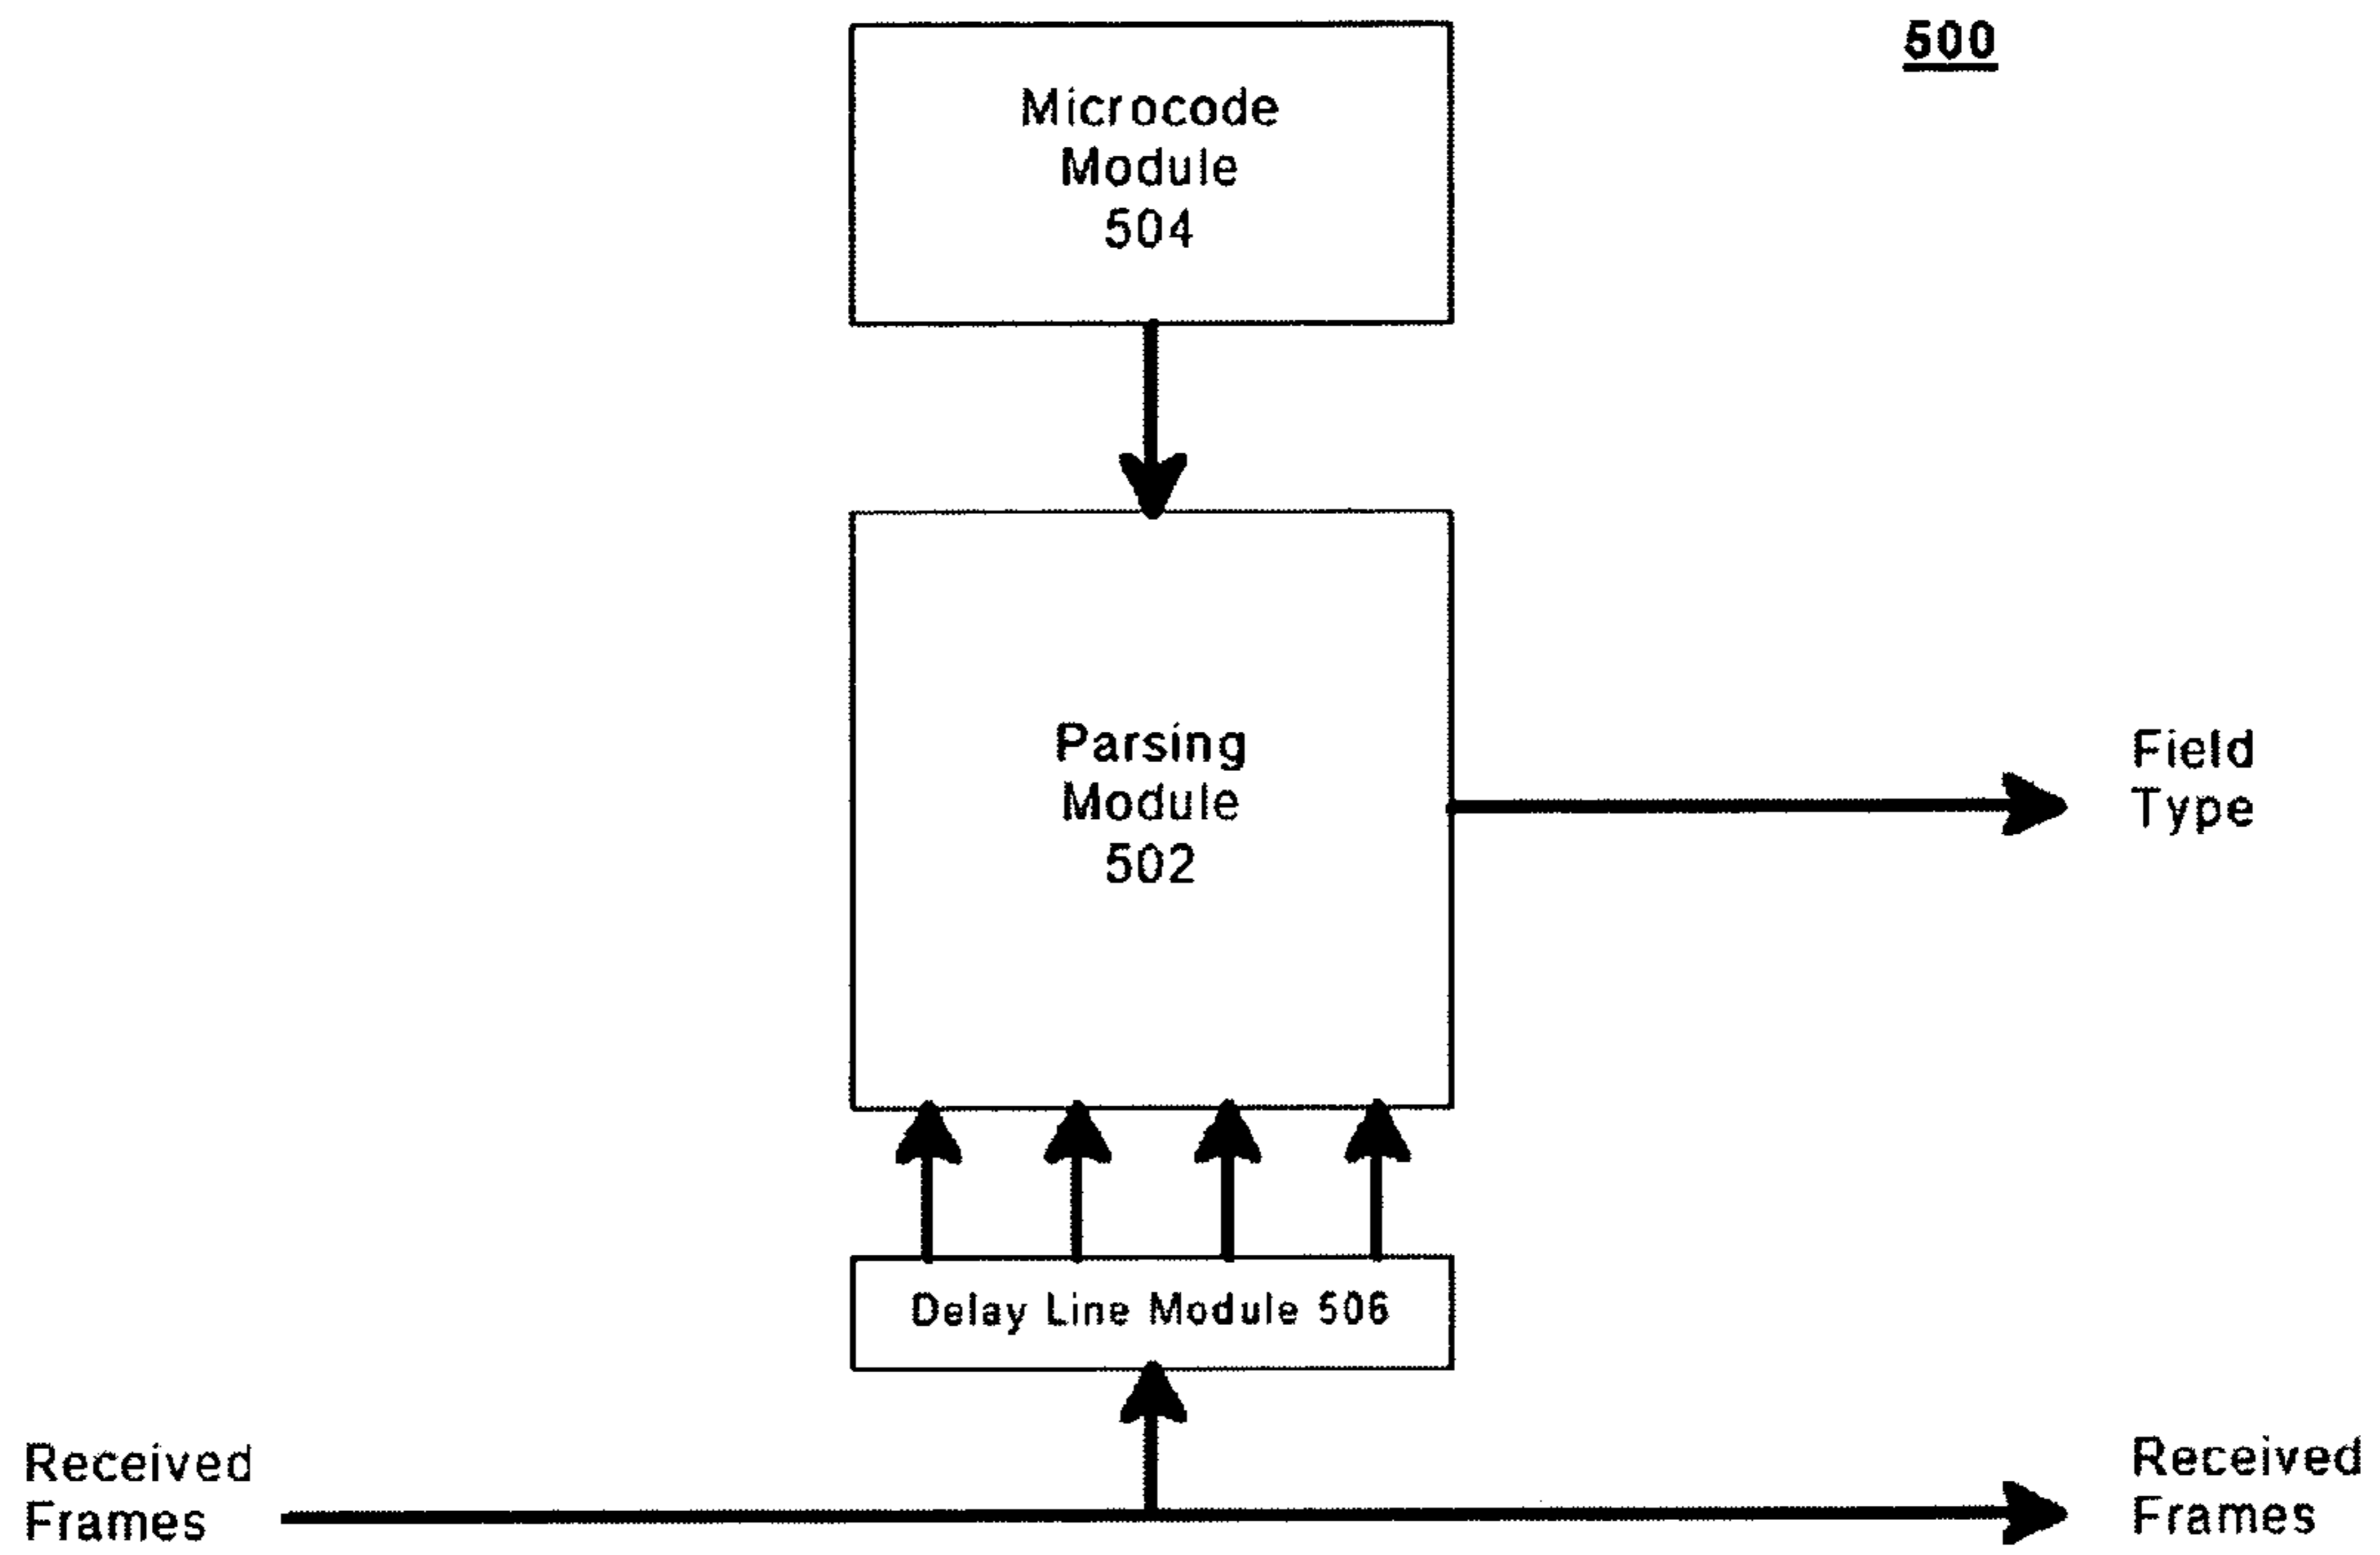 500
Microcode
Module
504
Parsing
Module
502
Field
Type
Delay Line Module 506
Received
Frames
Received
Frames